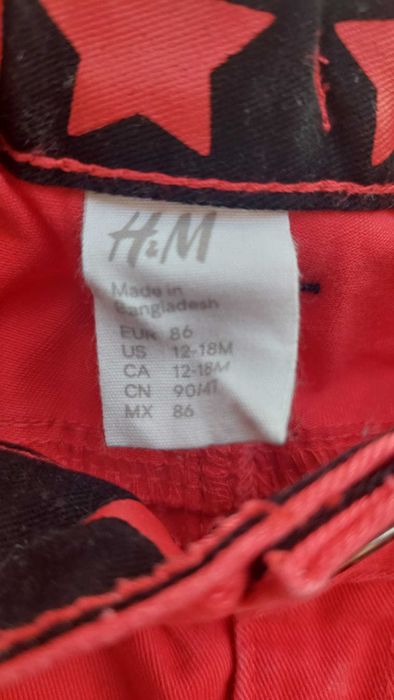 H&M
Made in
Bangladesh
EUR 86
US 12-18M
CA 12-18M
CN 90/47
MX 86